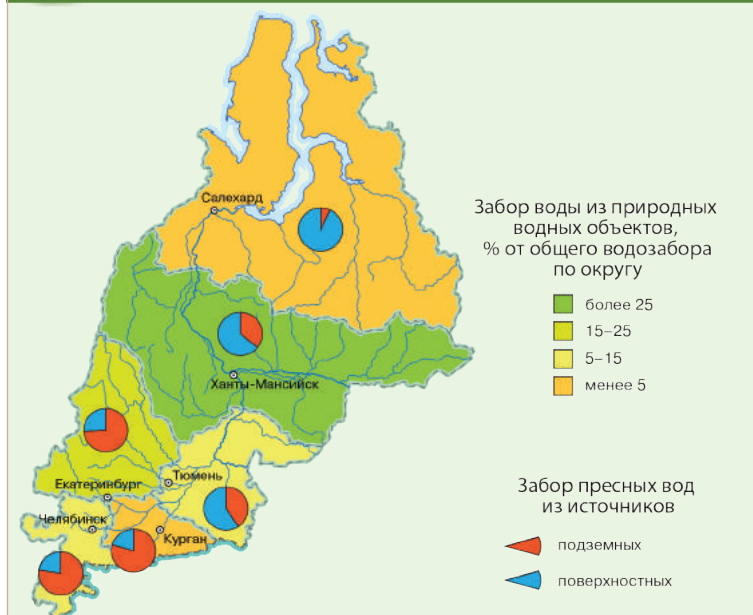 Салехард
Ханты-Мансийск
Тюмень
Екатеринбург
Челябинск
Курган
Забор воды из природных
водных объектов,
% от общего водозабора
по округу
более 25
15–25
5–15
менее 5
Забор пресных вод
из источников
подземных
поверхностных